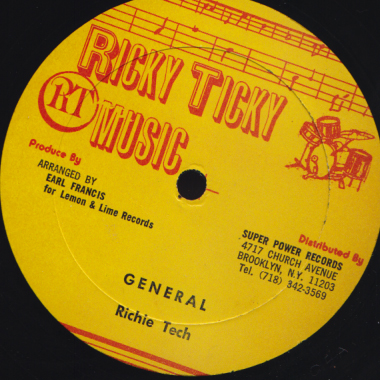 RICKY TICKY
RT MUSIC
Produce By
ARRANGED BY
EARL FRANCIS
for Lemon & Lime Records
Distributed By
SUPER POWER RECORDS
4717 CHURCH AVENUE
BROOKLYN, N.Y. 11203
Tel. (718) 342-3569
GENERAL
Richie Tech